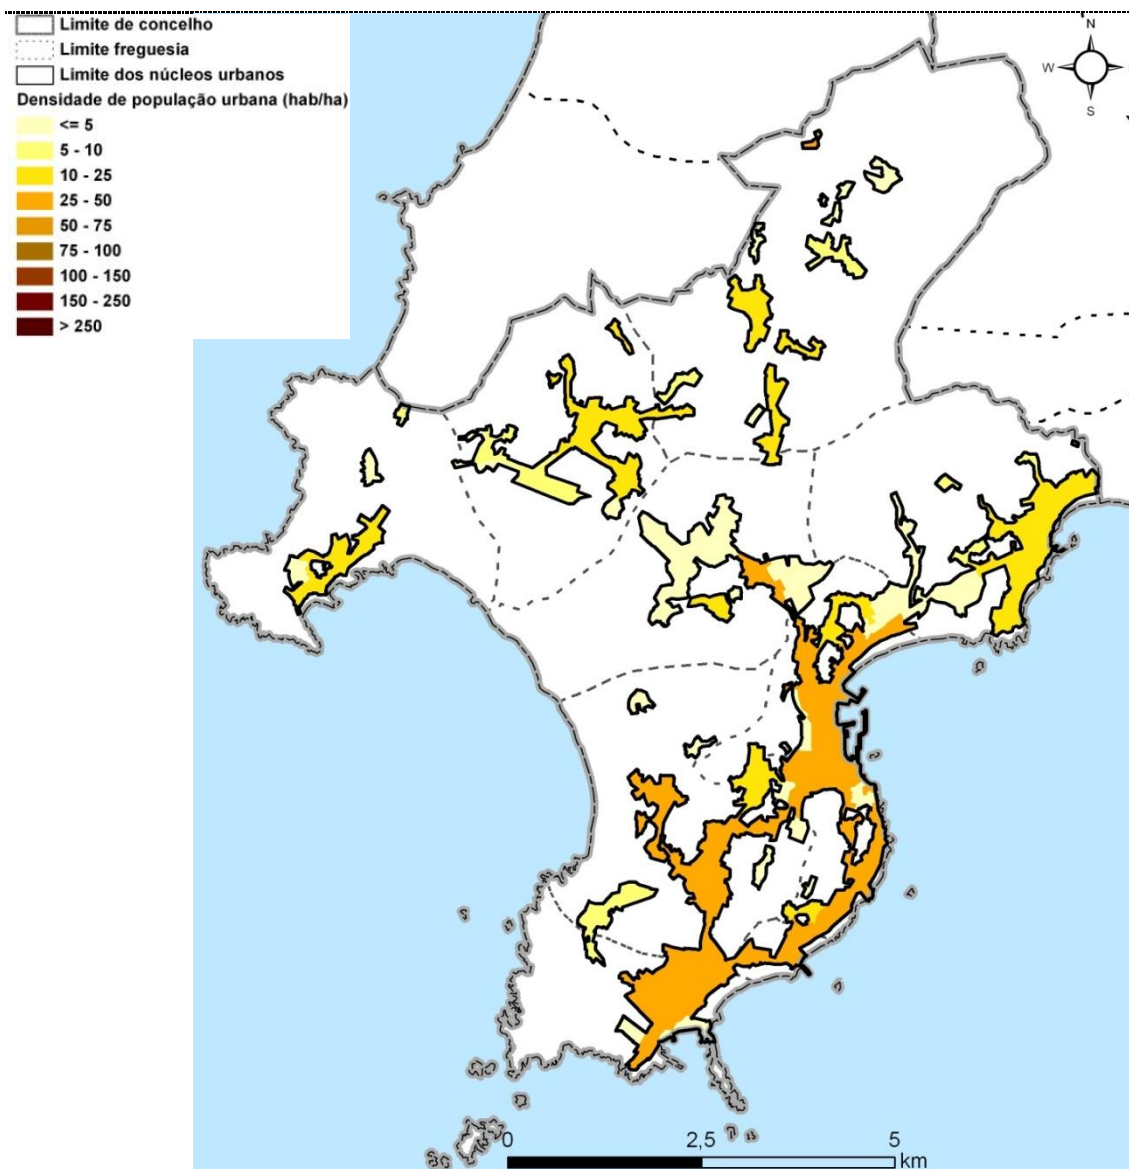 Limite de concelho
Limite freguesia
Limite dos núcleos urbanos
Densidade de população urbana (hab/ha)
<= 5
5 - 10
10 - 25
25 - 50
50 - 75
75 - 100
100 - 150
150 - 250
> 250
N
W
S
0
2,5
5
km